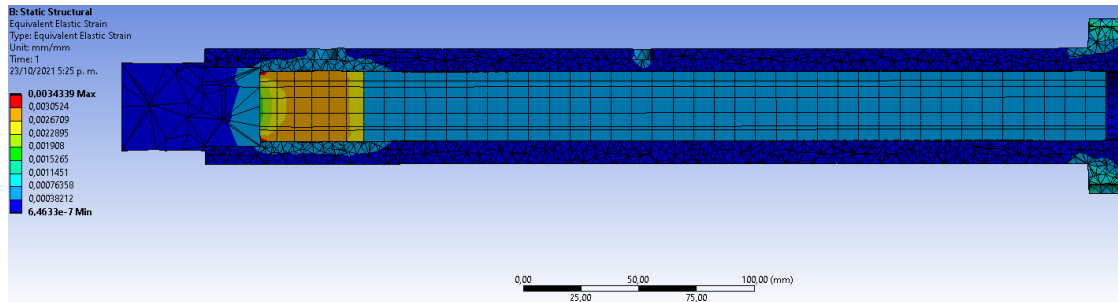 B: Static Structural
Equivalent Elastic Strain
Type: Equivalent Elastic Strain
Unit: mm/mm
Time: 1
23/10/2021 5:25 p. m.
0,0034339 Max
0,0030524
0,0026709
0,0022895
0,001908
0,0015265
0,0011451
0,00076358
0,00038212
6,4633e-7 Min
0,00 50,00 100,00 (mm)
25,00 75,00